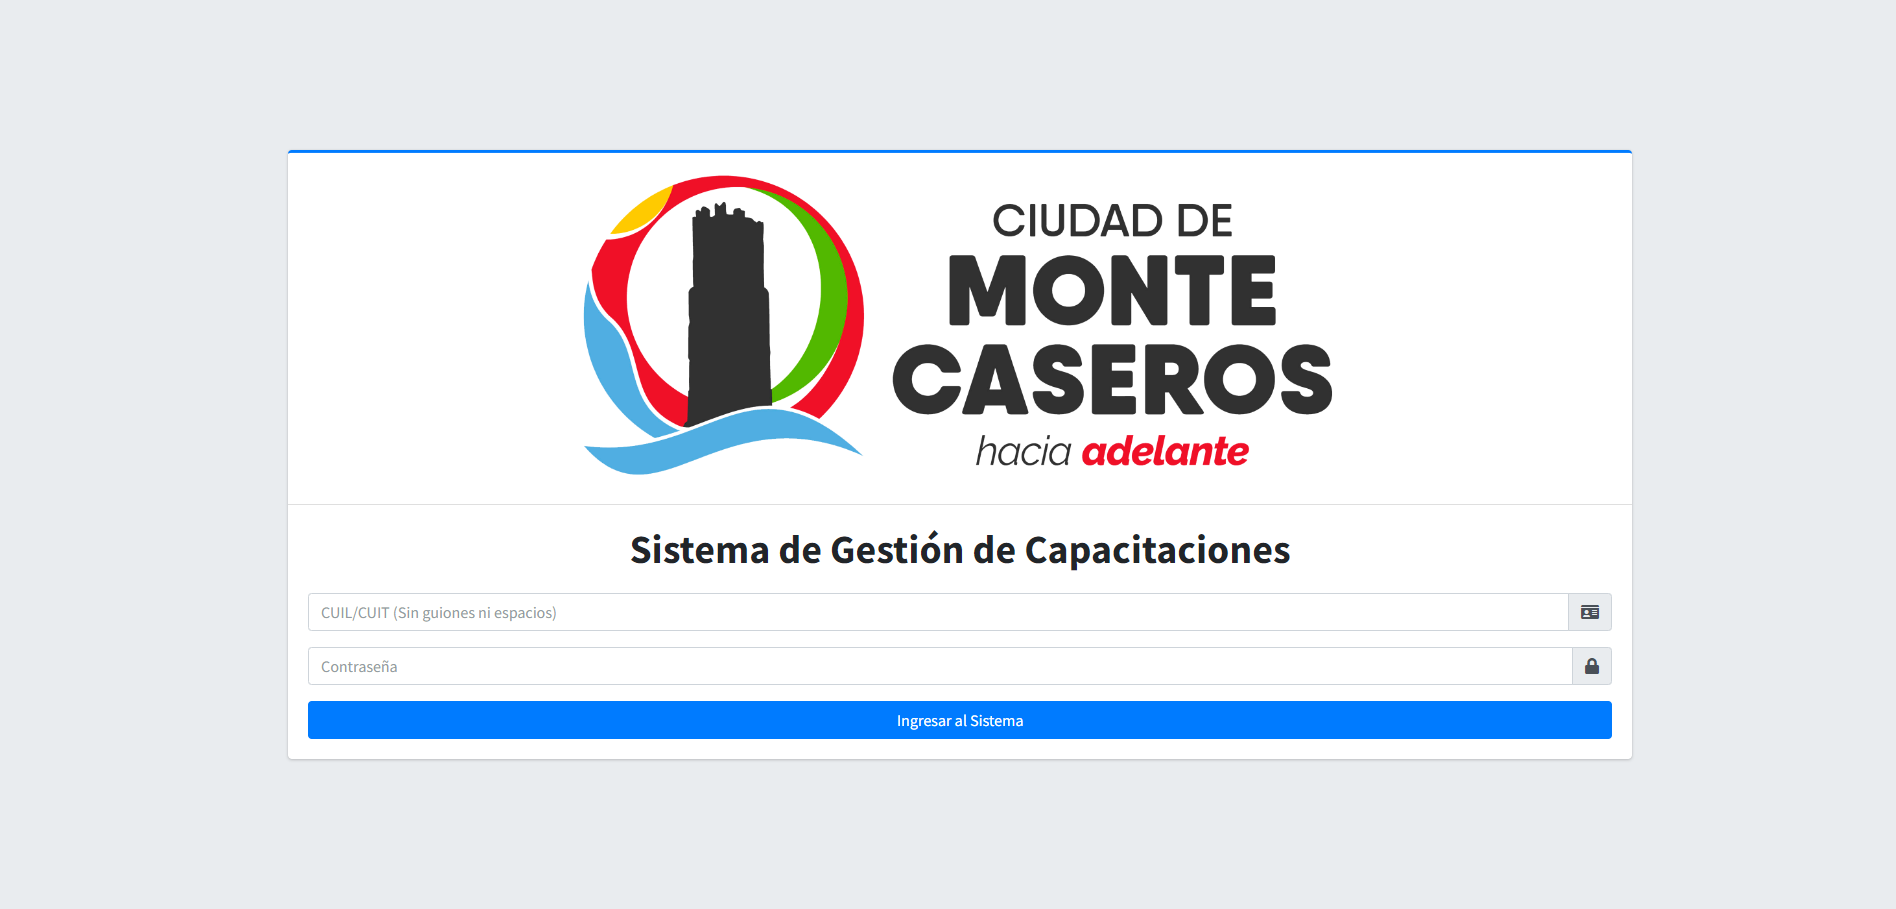 CIUDAD DE
MONTE
CASEROS
hacia adelante
Sistema de Gestión de Capacitaciones
CUIL/CUIT (Sin guiones ni espacios)
Contraseña
Ingresar al Sistema